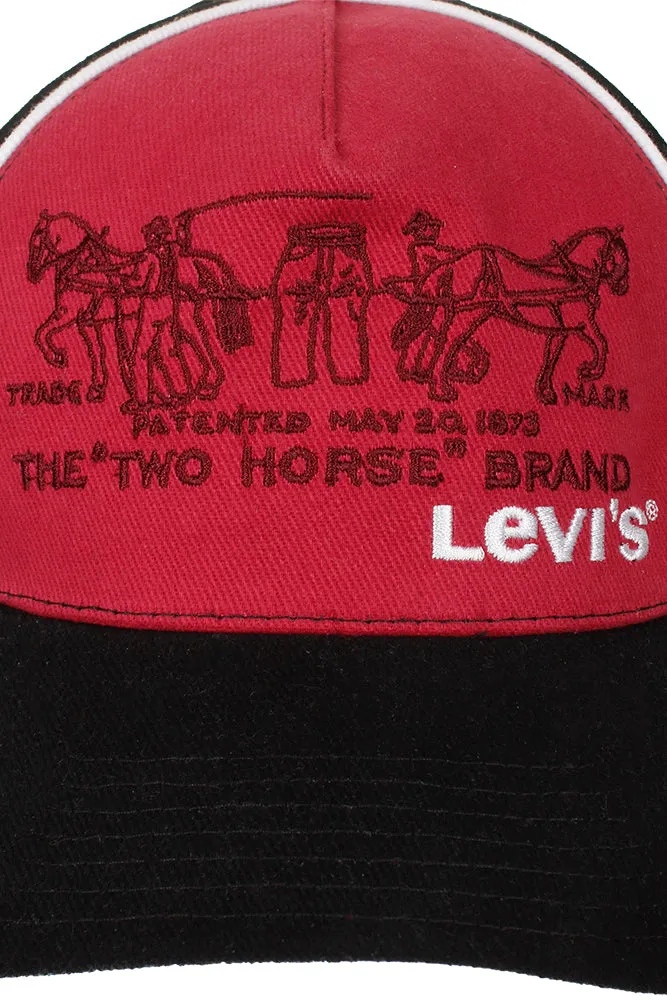 TRADE MARK
PATENTED MAY 20 1873
THE "TWO HORSE" BRAND
Levi's®